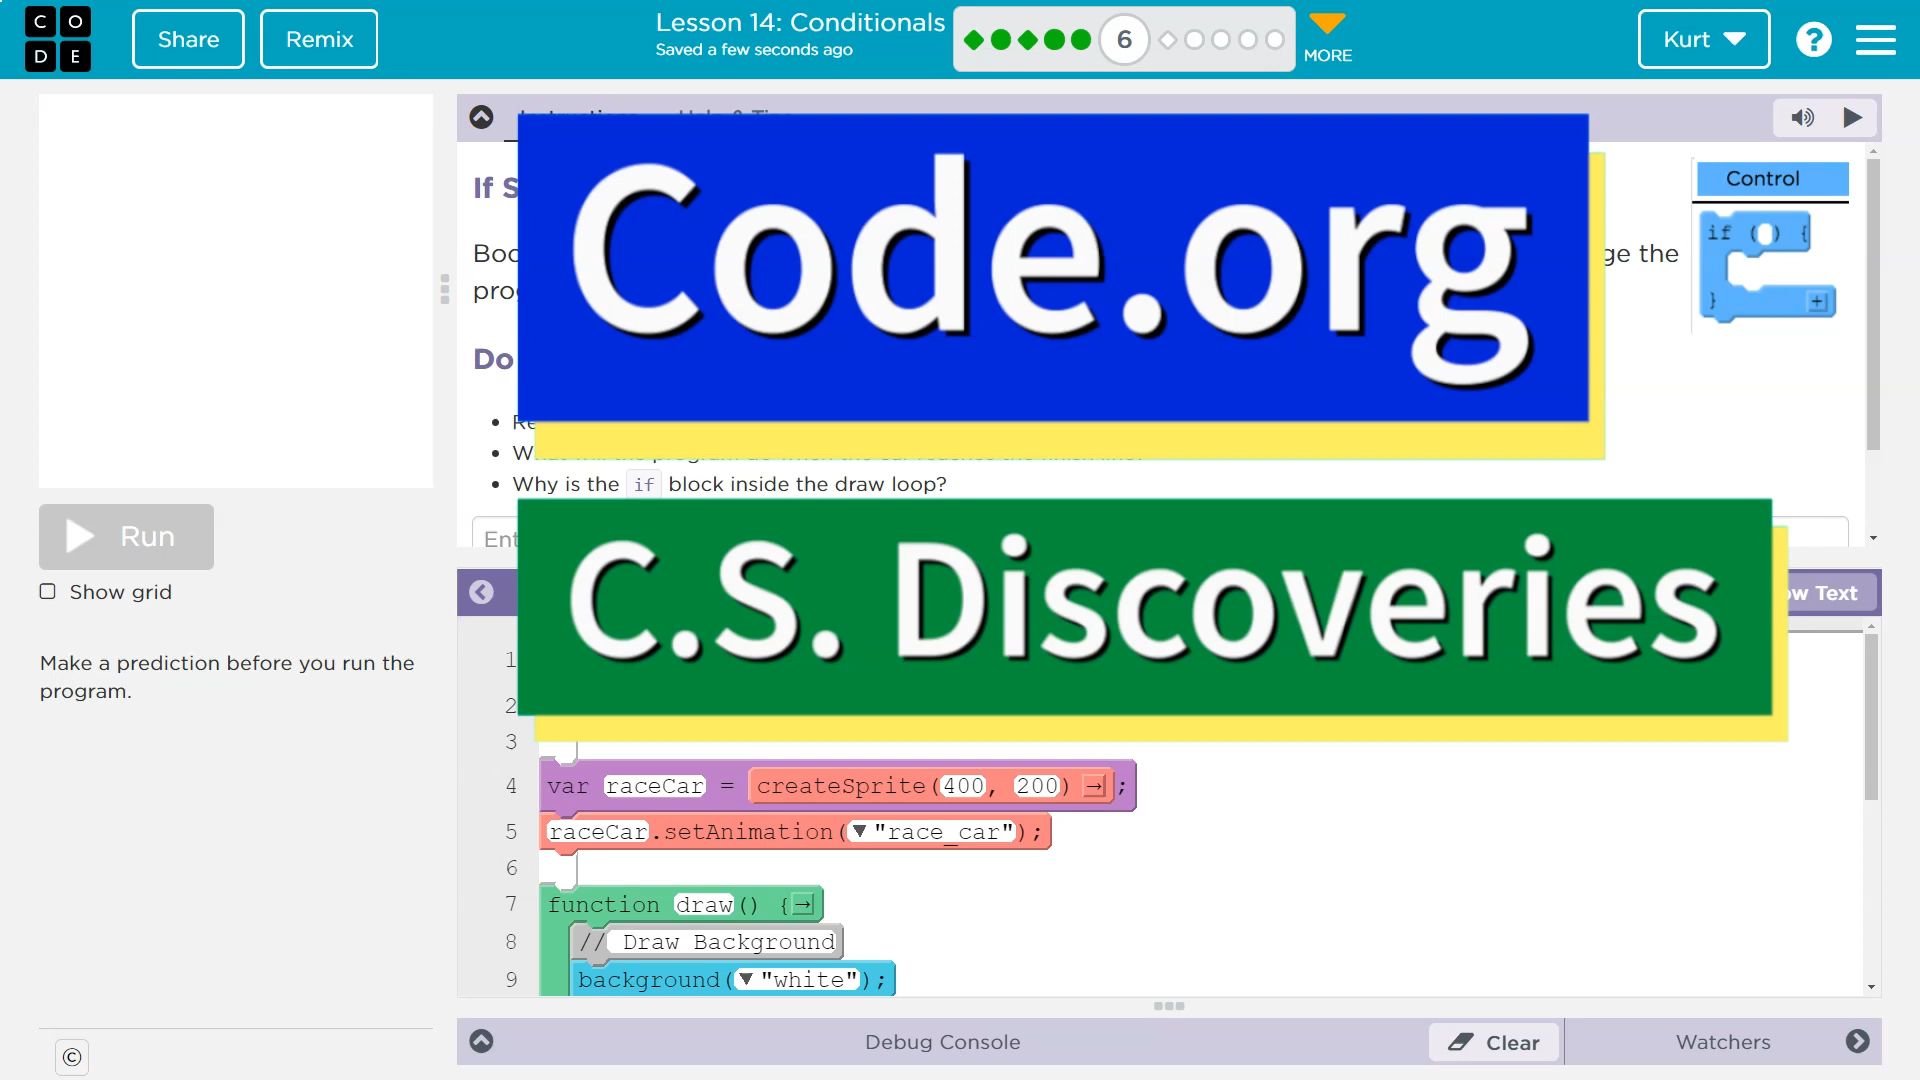 CODE
Share
Remix
Lesson 14: Conditionals
Saved a few seconds ago
6
MORE
Kurt
?
Code.org
If S
Control
if ( ) {
}
ge the
Do
Why is the if block inside the draw loop?
C.S. Discoveries
Run
Show grid
Make a prediction before you run the
program.
Ent
ow Text
1
2
3
4 var raceCar = createSprite(400, 200);
5 raceCar.setAnimation("race_car");
6
7 function draw() {
8 // Draw Background
9 background("white");
Debug Console
Clear
Watchers
©